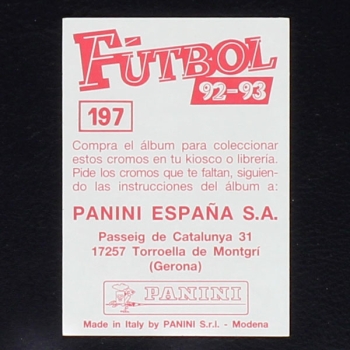 FÚTBOL
92-93
197
Compra el álbum para coleccionar
estos cromos en tu kiosco o librería.
Pide los cromos que te faltan, siguien-
do las instrucciones del álbum a:
PANINI ESPAÑA S.A.
Passeig de Catalunya 31
17257 Torroella de Montgrí
(Gerona)
PANINI
Made in Italy by PANINI S.r.l. - Modena